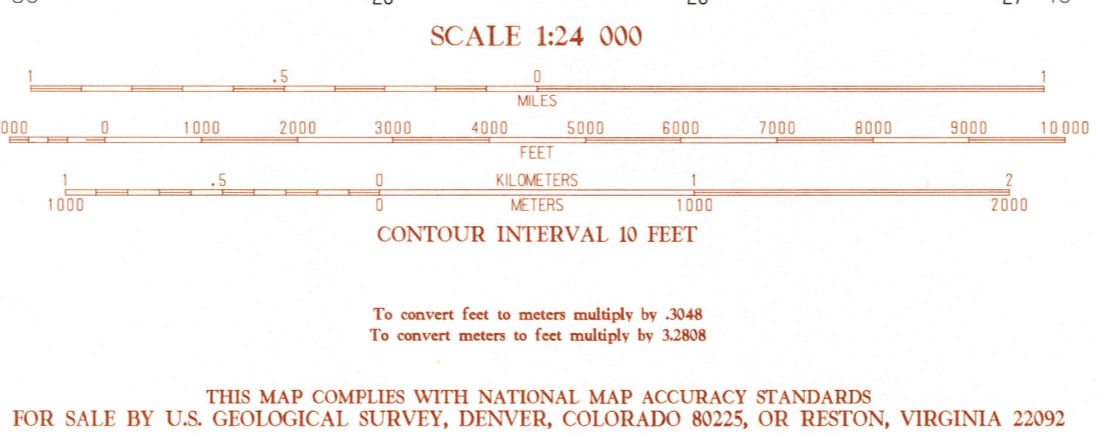 SCALE 1:24 000
1 .5 0 1
MILES
000 0 1000 2000 3000 4000 5000 6000 7000 8000 9000 10 000
FEET
1 .5 0 KILOMETERS 1 2
1000 0 METERS 1000 2000
CONTOUR INTERVAL 10 FEET
To convert feet to meters multiply by .3048
To convert meters to feet multiply by 3.2808
THIS MAP COMPLIES WITH NATIONAL MAP ACCURACY STANDARDS
FOR SALE BY U.S. GEOLOGICAL SURVEY, DENVER, COLORADO 80225, OR RESTON, VIRGINIA 22092